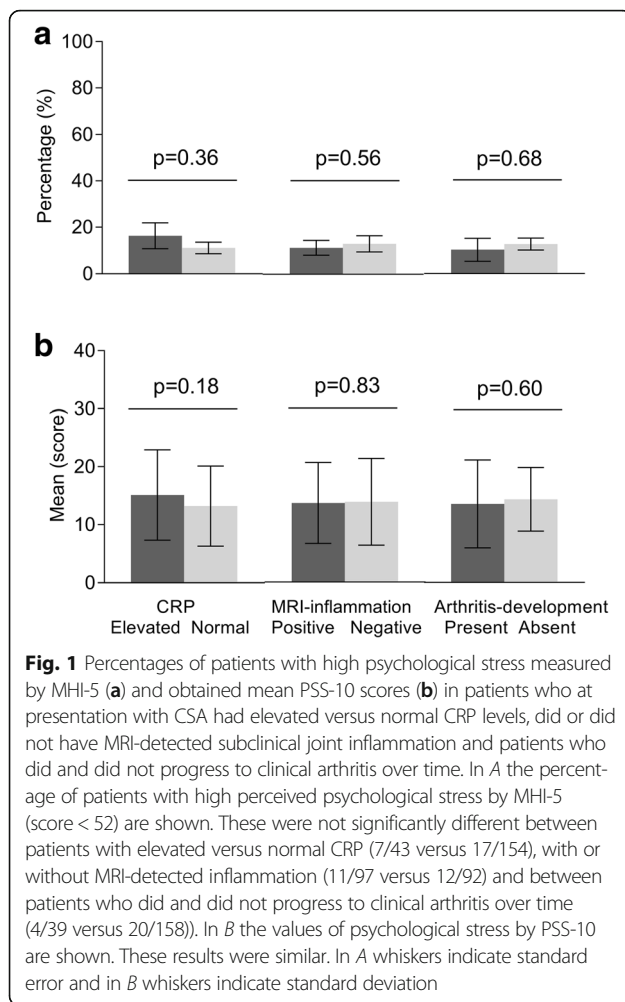 a
100
80
60
40
20
0
Percentage (%)
p=0.36 p=0.56 p=0.68
b
40
30
20
10
0
Mean (score)
p=0.18 p=0.83 p=0.60
CRP MRI-inflammation Arthritis-development
Elevated Normal Positive Negative Present Absent
Fig. 1 Percentages of patients with high psychological stress measured
by MHI-5 (a) and obtained mean PSS-10 scores (b) in patients who at
presentation with CSA had elevated versus normal CRP levels, did or did
not have MRI-detected subclinical joint inflammation and patients who
did and did not progress to clinical arthritis over time. In A the percent-
age of patients with high perceived psychological stress by MHI-5
(score < 52) are shown. These were not significantly different between
patients with elevated versus normal CRP (7/43 versus 17/154), with or
without MRI-detected inflammation (11/97 versus 12/92) and between
patients who did and did not progress to clinical arthritis over time
(4/39 versus 20/158)). In B the values of psychological stress by PSS-10
are shown. These results were similar. In A whiskers indicate standard
error and in B whiskers indicate standard deviation